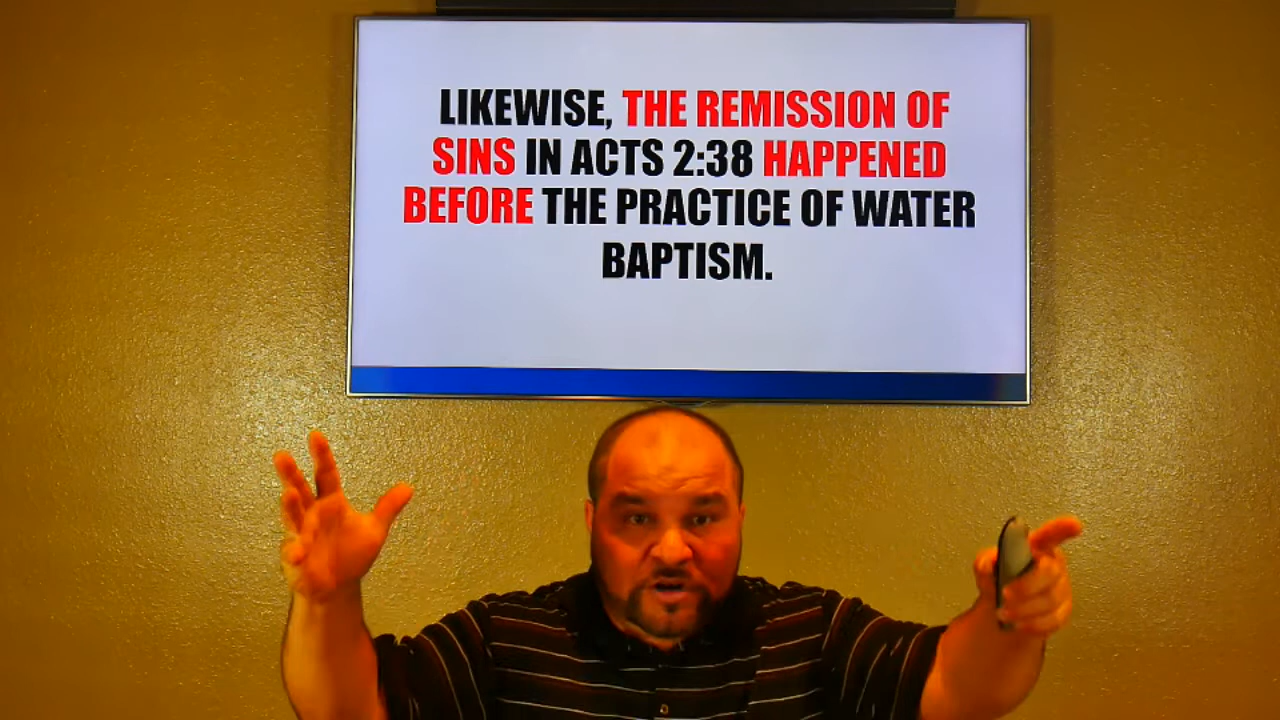 LIKEWISE, THE REMISSION OF
SINS IN ACTS 2:38 HAPPENED
BEFORE THE PRACTICE OF WATER
BAPTISM.